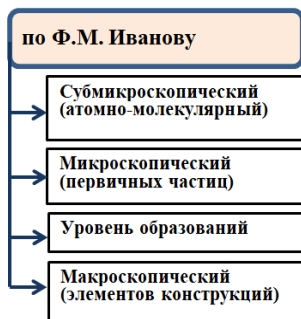 по Ф.М. Иванову
Субмикроскопический
(атомно-молекулярный)
Микроскопический
(первичных частиц)
Уровень образований
Макроскопический
(элементов конструкций)